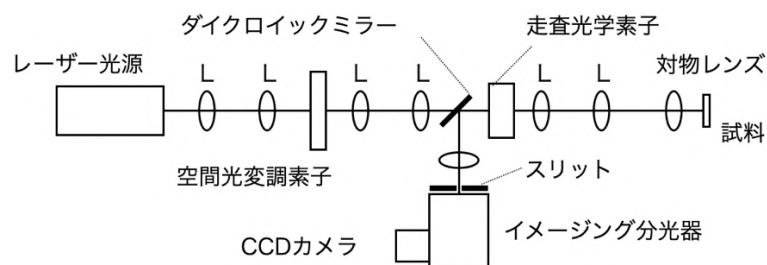 ダイクロイックミラー
走査光学素子
レーザー光源
L
L
L
L
L
L
対物レンズ
試料
空間光変調素子
スリット
イメージング分光器
CCDカメラ